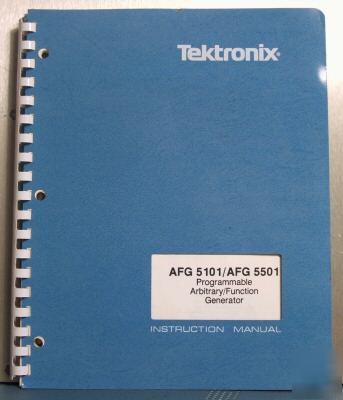 Tektronix®
AFG 5101/AFG 5501
Programmable
Arbitrary/Function
Generator
INSTRUCTION MANUAL